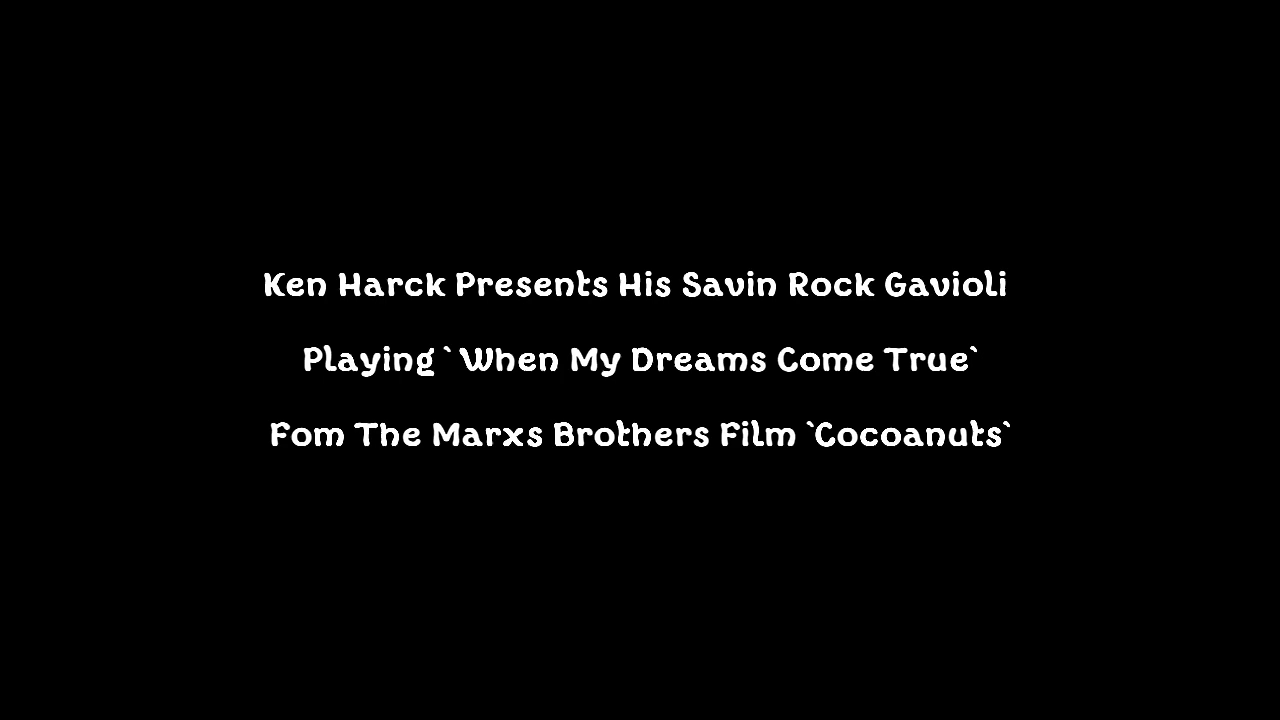 Ken Harck Presents His Savin Rock Gavioli
Playing ` When My Dreams Come True`
Fom The Marxs Brothers Film `Cocoanuts`